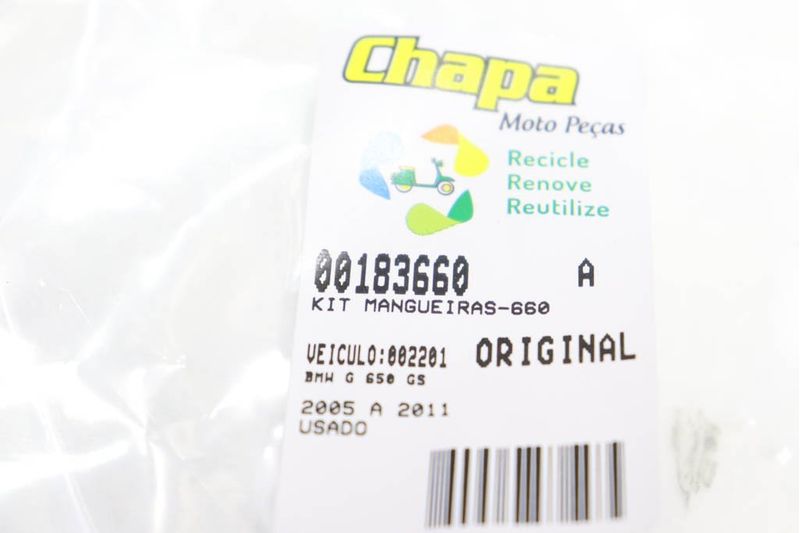 Chapa
Moto Peças
Recicle
Renove
Reutilize
00183660 A
KIT MANGUEIRAS-660
VEICULO:002201 ORIGINAL
BMW G 650 GS
2005 A 2011
USADO